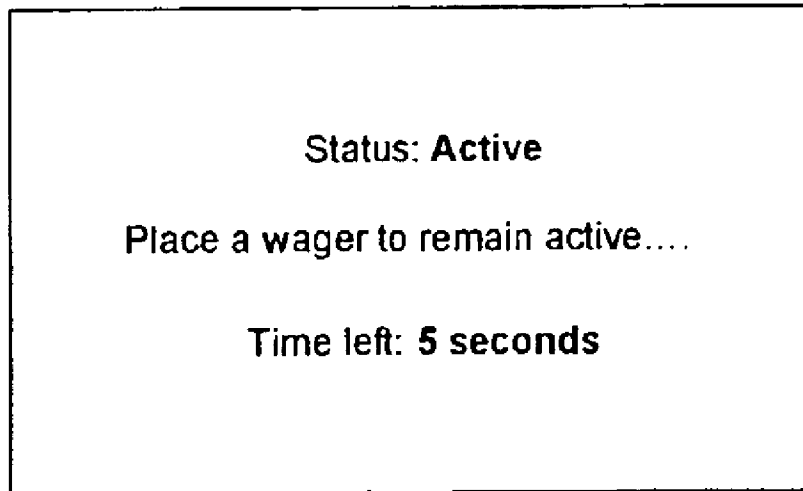 Status: Active
Place a wager to remain active....
Time left: 5 seconds